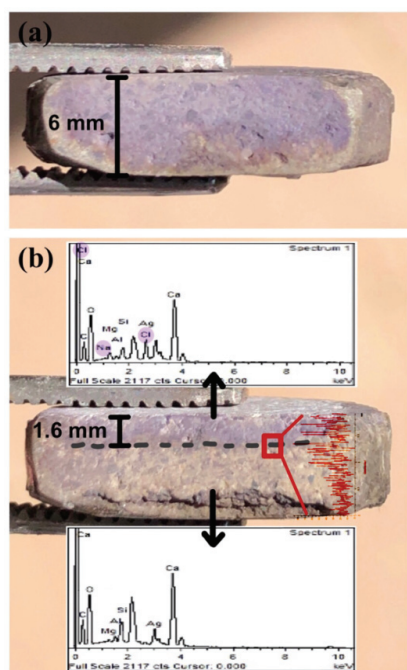 (a)
6 mm
(b)
Spectrum 1
Cl
Ca
O
C
Na
Mg
Al
Si
Ag
Cl
Ca
0 2 4 6 8 10
Full Scale 2117 cts Cursor: 0.000 keV
1.6 mm
Spectrum 1
Ca
O
C
Mg
Al
Si
Ag
Ca
0 2 4 6 8 10
Full Scale 2117 cts Cursor: 0.000 keV